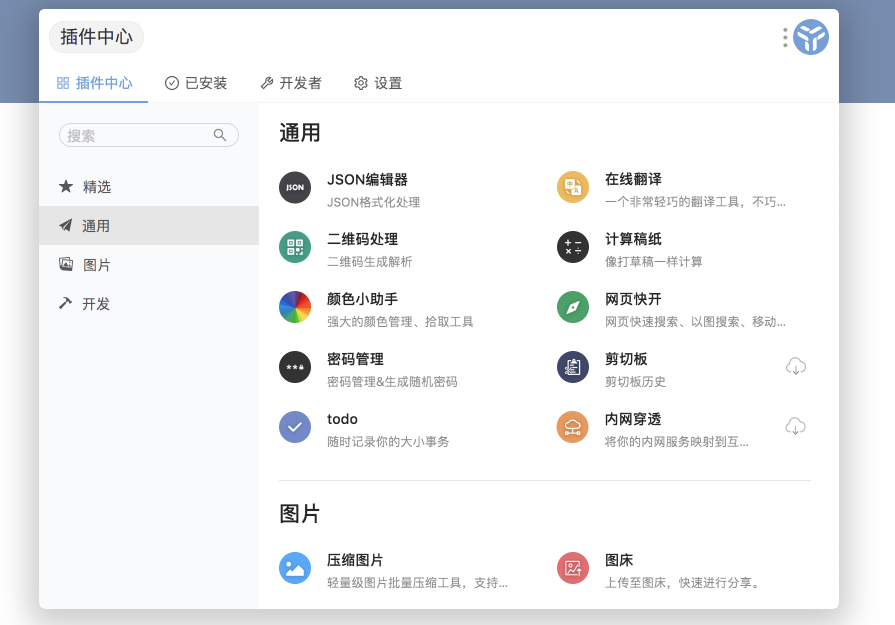 插件中心
插件中心 已安装 开发者 设置
搜索
精选
通用
图片
开发
通用
JSON
JSON编辑器
JSON格式化处理
在线翻译
一个非常轻巧的翻译工具，不巧...
二维码处理
二维码生成解析
计算稿纸
像打草稿一样计算
颜色小助手
强大的颜色管理、拾取工具
网页快开
网页快速搜索、以图搜索、移动...
密码管理
密码管理&生成随机密码
剪切板
剪切板历史
todo
随时记录你的大小事务
内网穿透
将你的内网服务映射到互...
图片
压缩图片
轻量级图片批量压缩工具，支持...
图床
上传至图床，快速进行分享。